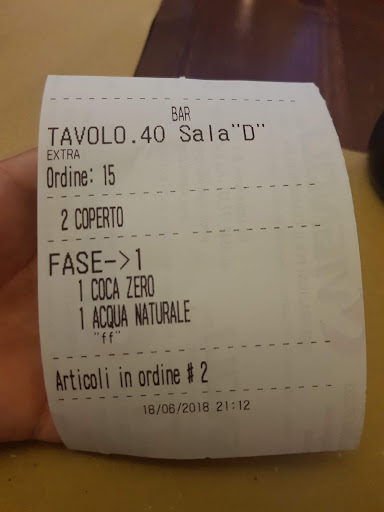 BAR
TAVOLO.40 Sala"D"
EXTRA
Ordine: 15
2 COPERTO
FASE->1
1 COCA ZERO
1 ACQUA NATURALE
"ff"
Articoli in ordine # 2
18/06/2018 21:12